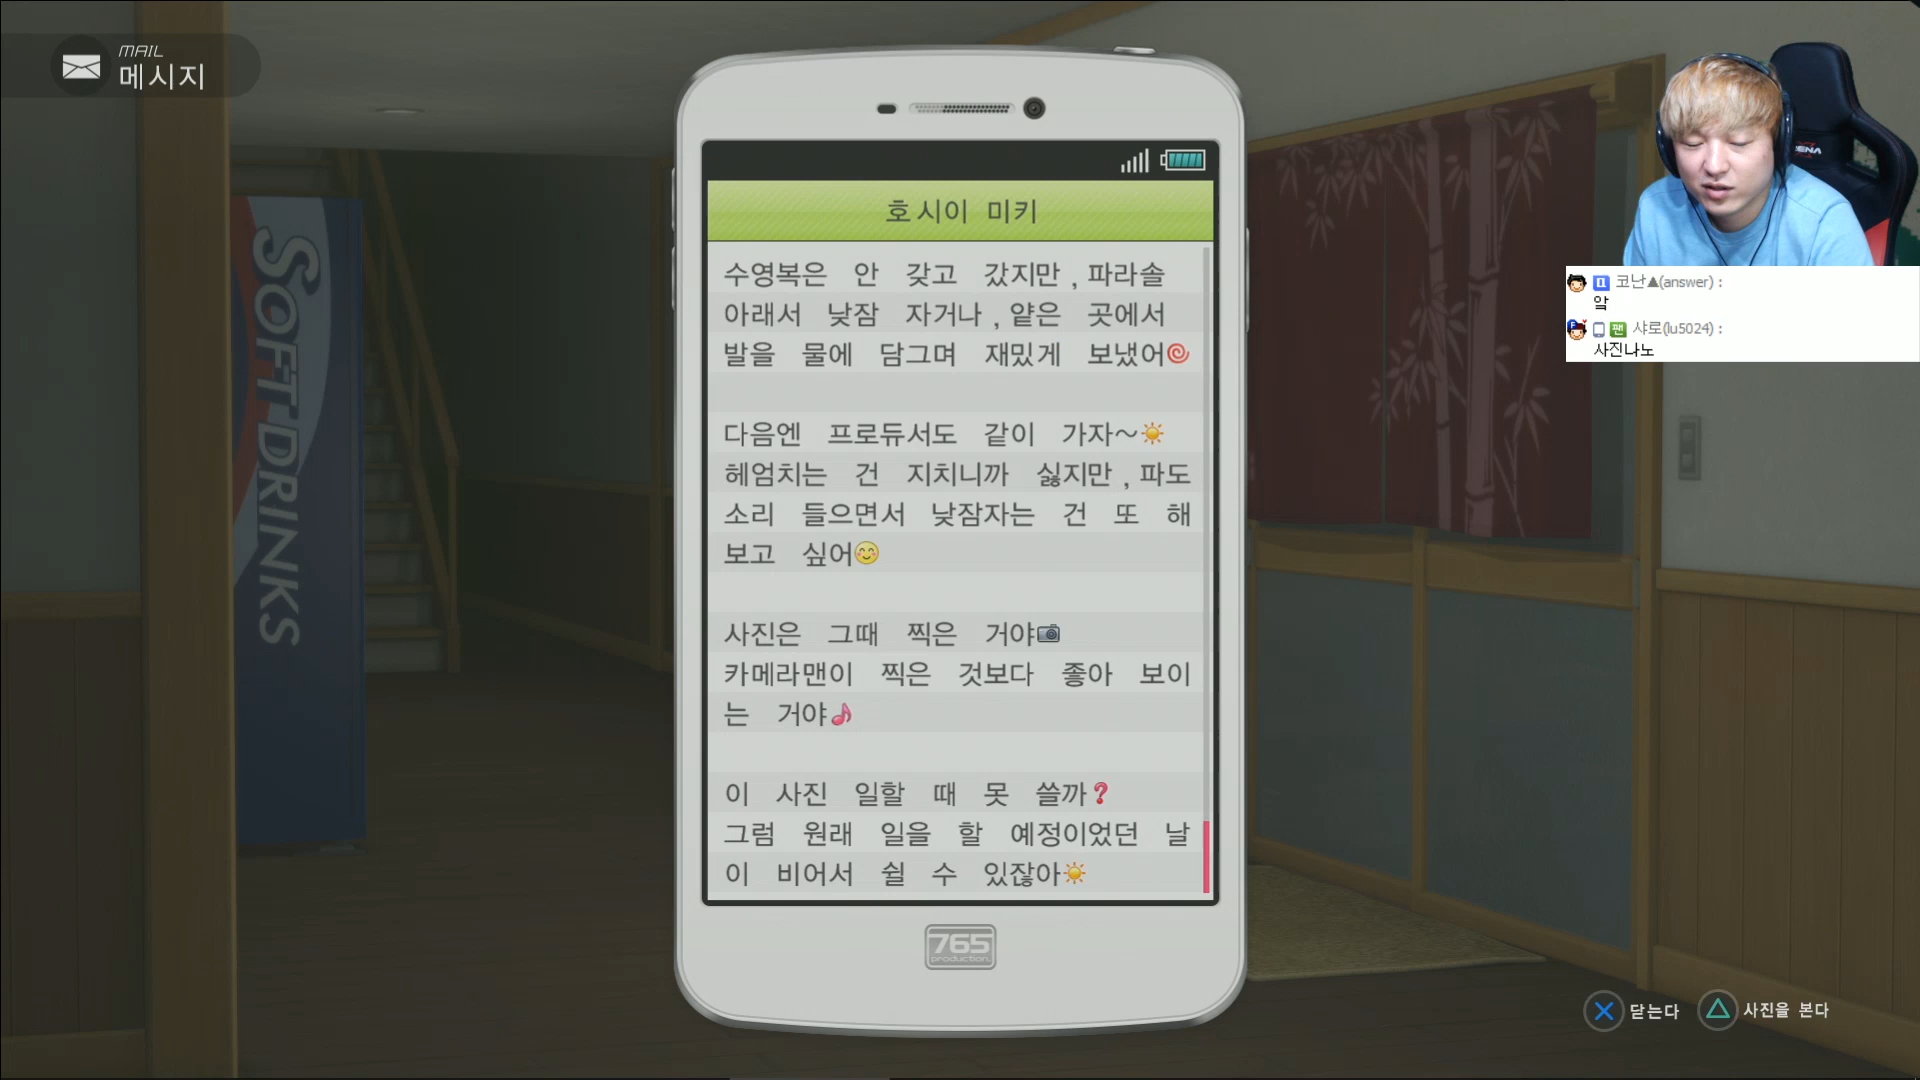 MAIL
메시지
호시이 미키
수영복은 안 갖고 갔지만,파라솔
아래서 낮잠 자거나,얕은 곳에서
발을 물에 담그며 재밌게 보냈어
다음엔 프로듀서도 같이 가자~
헤엄치는 건 지치니까 싫지만,파도
소리 들으면서 낮잠자는 건 또 해
보고 싶어
사진은 그때 찍은 거야
카메라맨이 찍은 것보다 좋아 보이
는 거야
이 사진 일할 때 못 쓸까?
그럼 원래 일을 할 예정이었던 날
이 비어서 쉴 수 있잖아
765
production
SOFTDRINKS
코난▲(answer) :
앜
팬 샤로(lu5024) :
사진나노
닫는다
사진을 본다